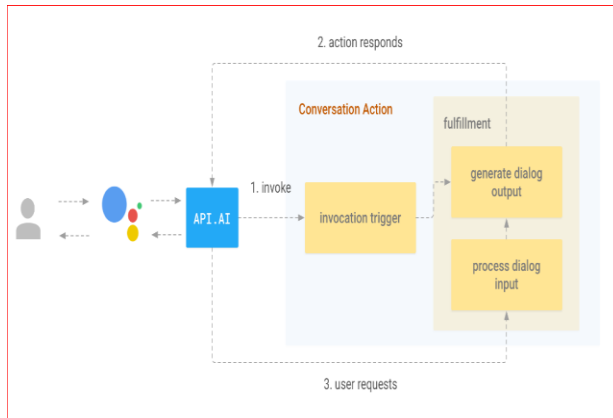 2. action responds
Conversation Action
fulfillment
1. invoke
generate dialog
output
API.AI
invocation trigger
process dialog
input
3. user requests